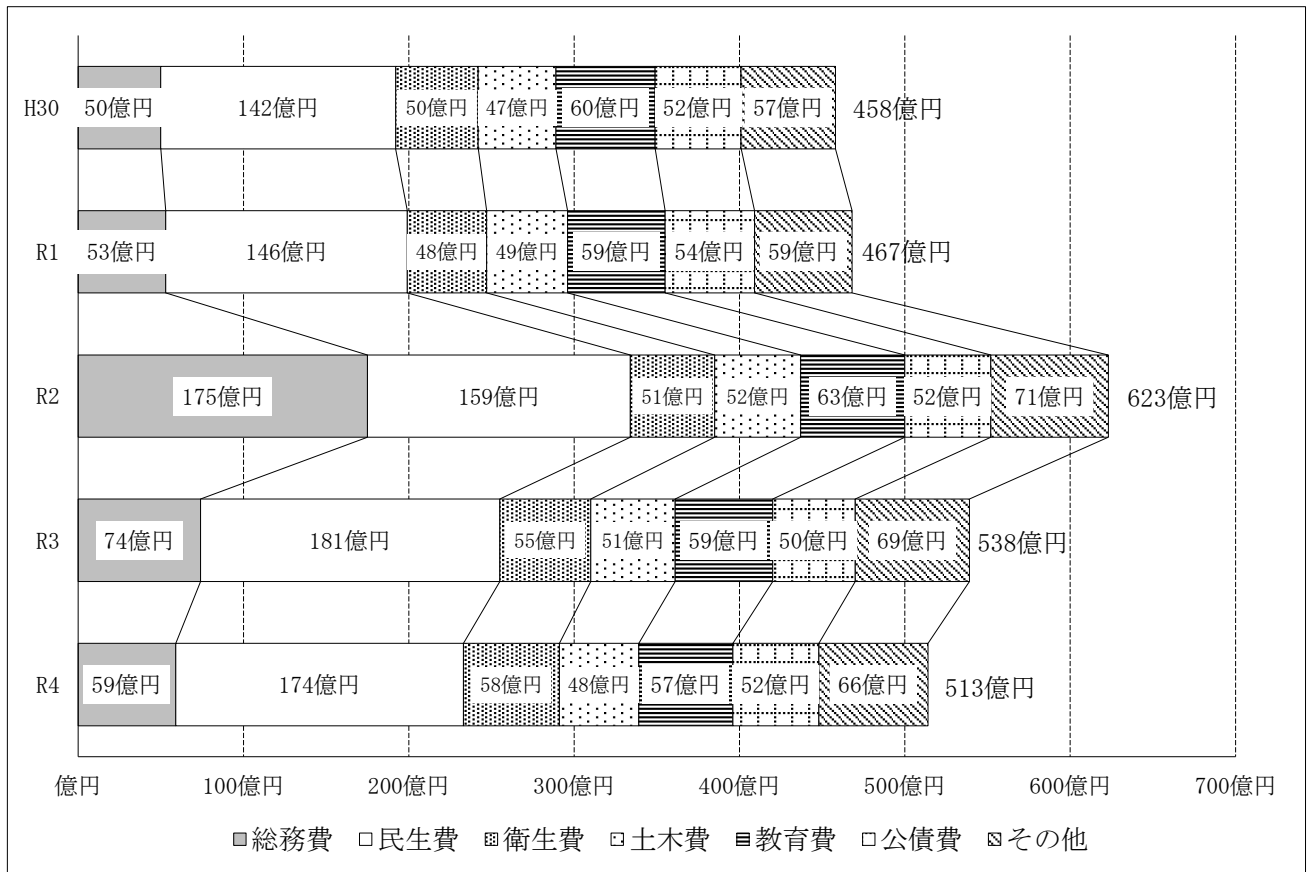 H30 50億円 142億円 50億円 47億円 60億円 52億円 57億円 458億円
R1 53億円 146億円 48億円 49億円 59億円 54億円 59億円 467億円
R2 175億円 159億円 51億円 52億円 63億円 52億円 71億円 623億円
R3 74億円 181億円 55億円 51億円 59億円 50億円 69億円 538億円
R4 59億円 174億円 58億円 48億円 57億円 52億円 66億円 513億円
億円 100億円 200億円 300億円 400億円 500億円 600億円 700億円
総務費 民生費 衛生費 土木費 教育費 公債費 その他